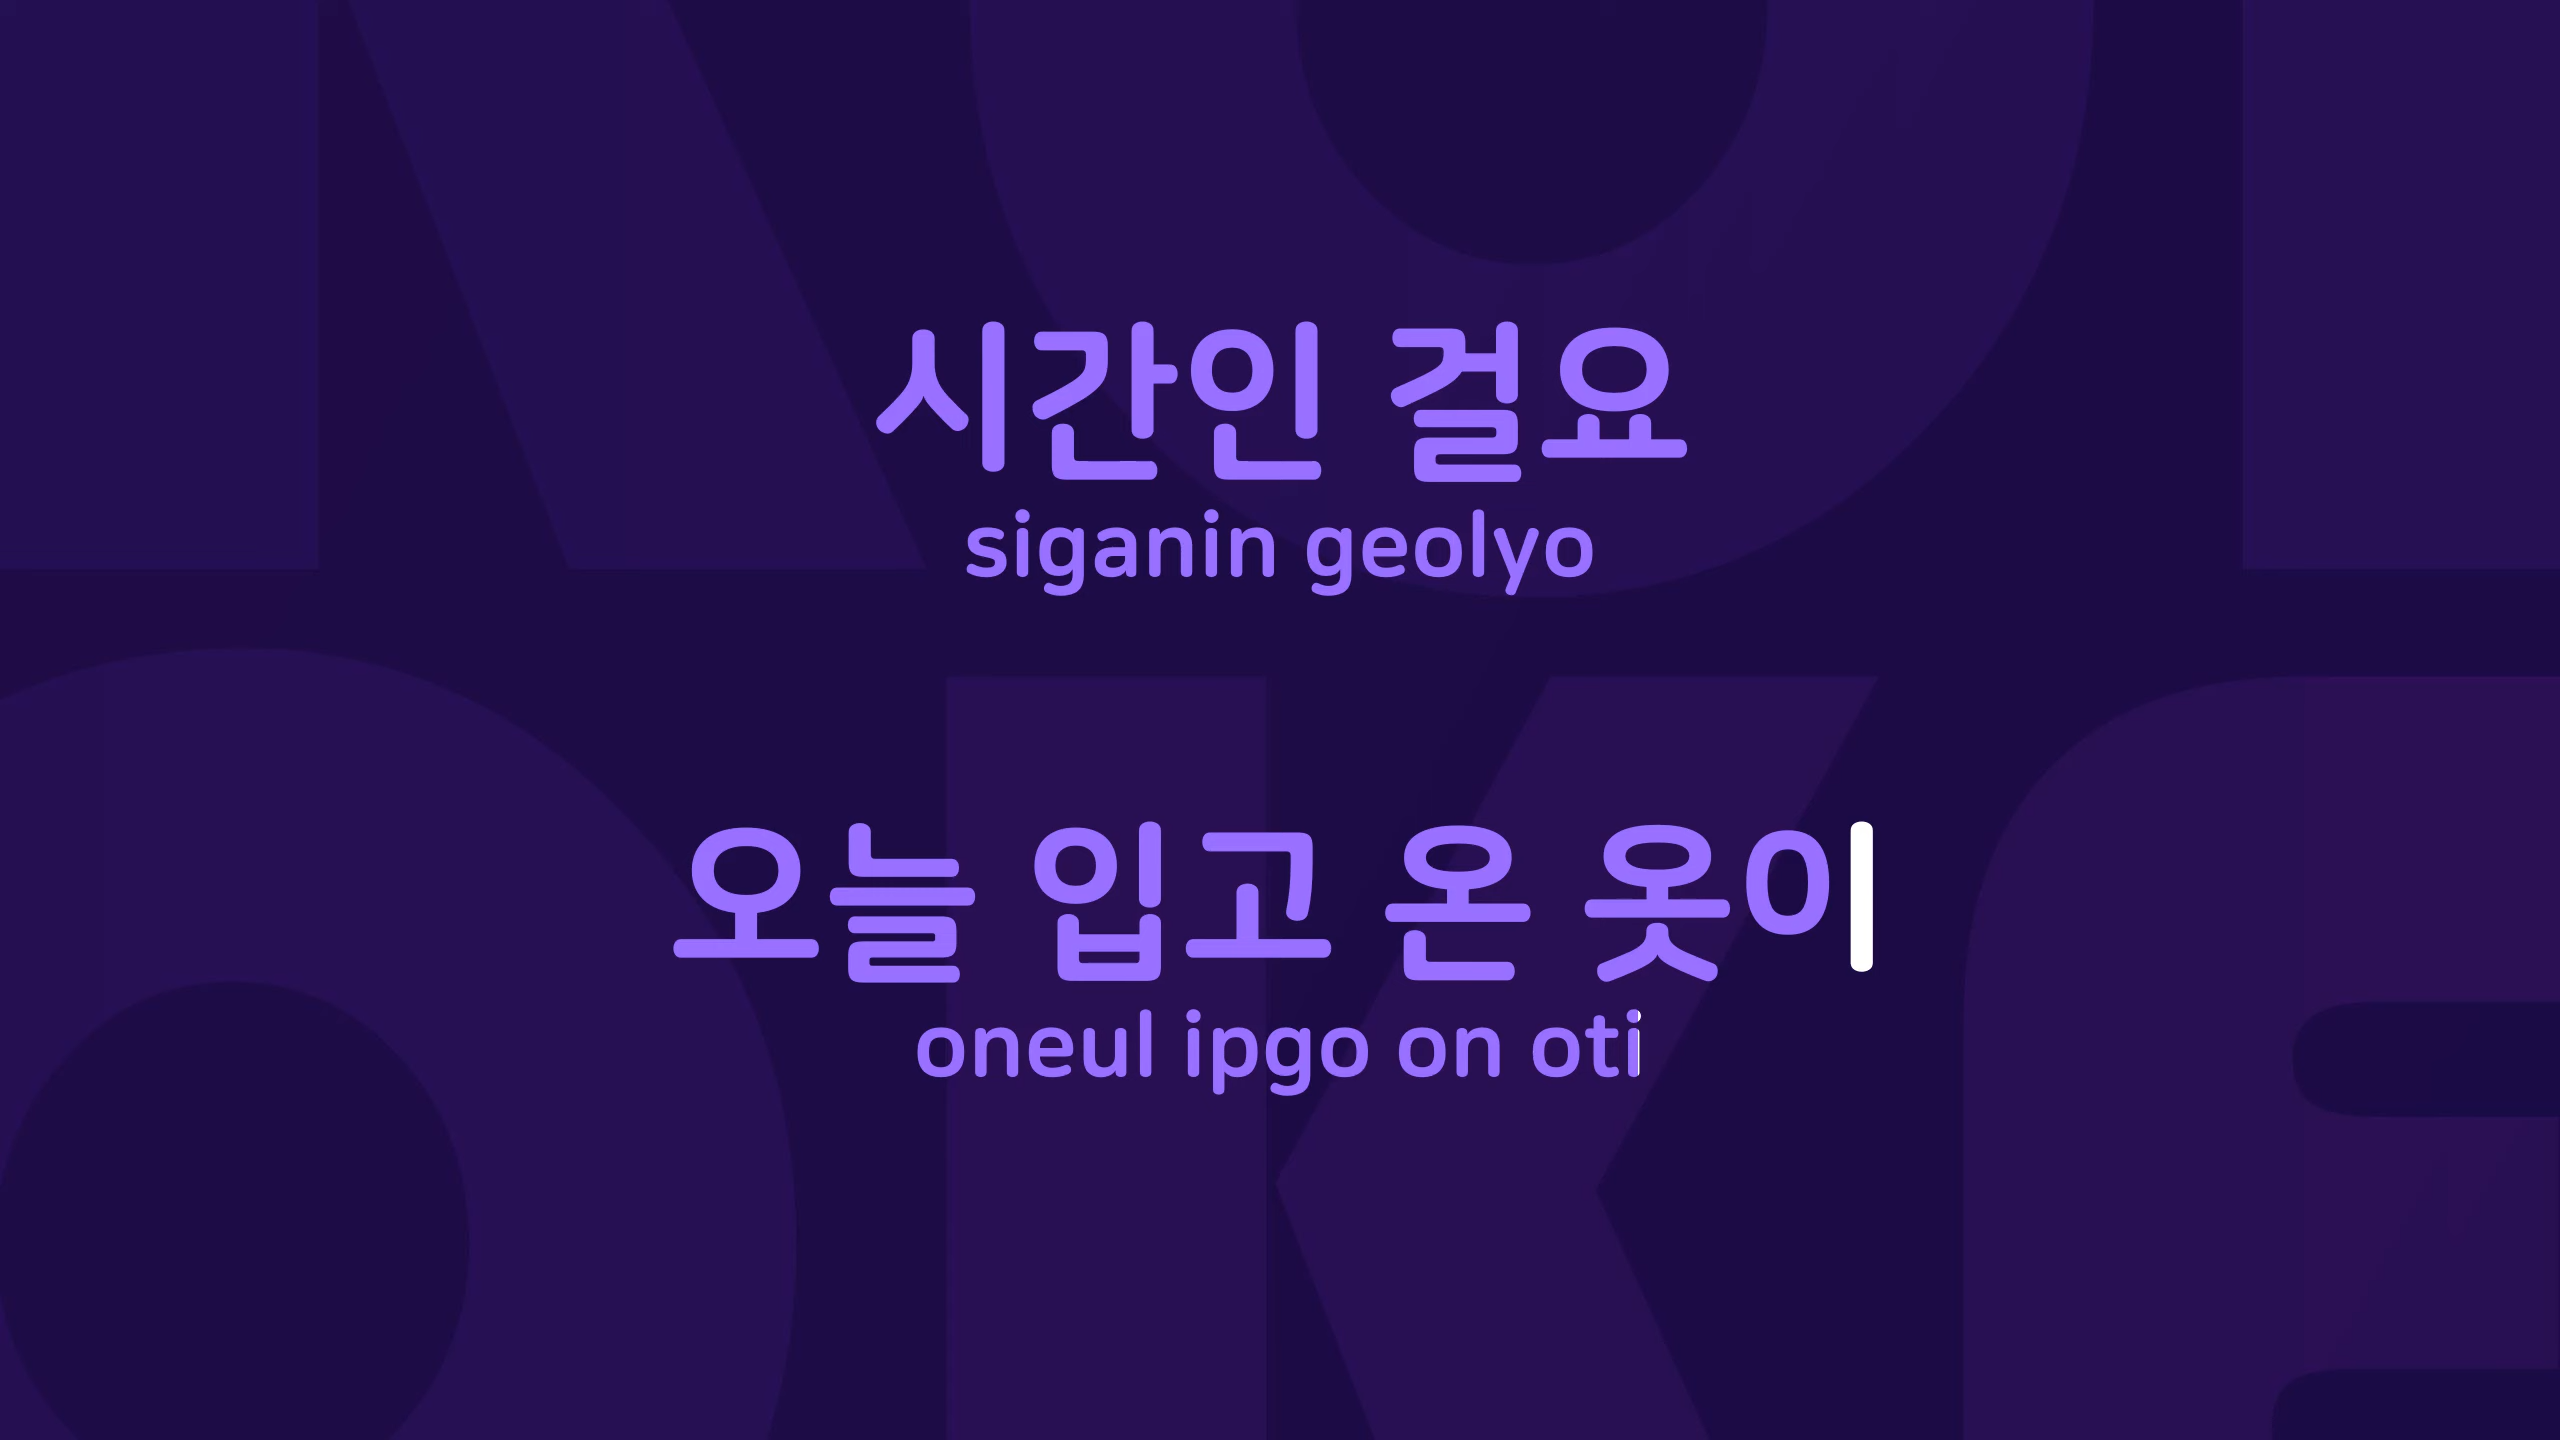 시간인 걸요
siganin geolyo
오늘 입고 온 옷이
oneul ipgo on oti